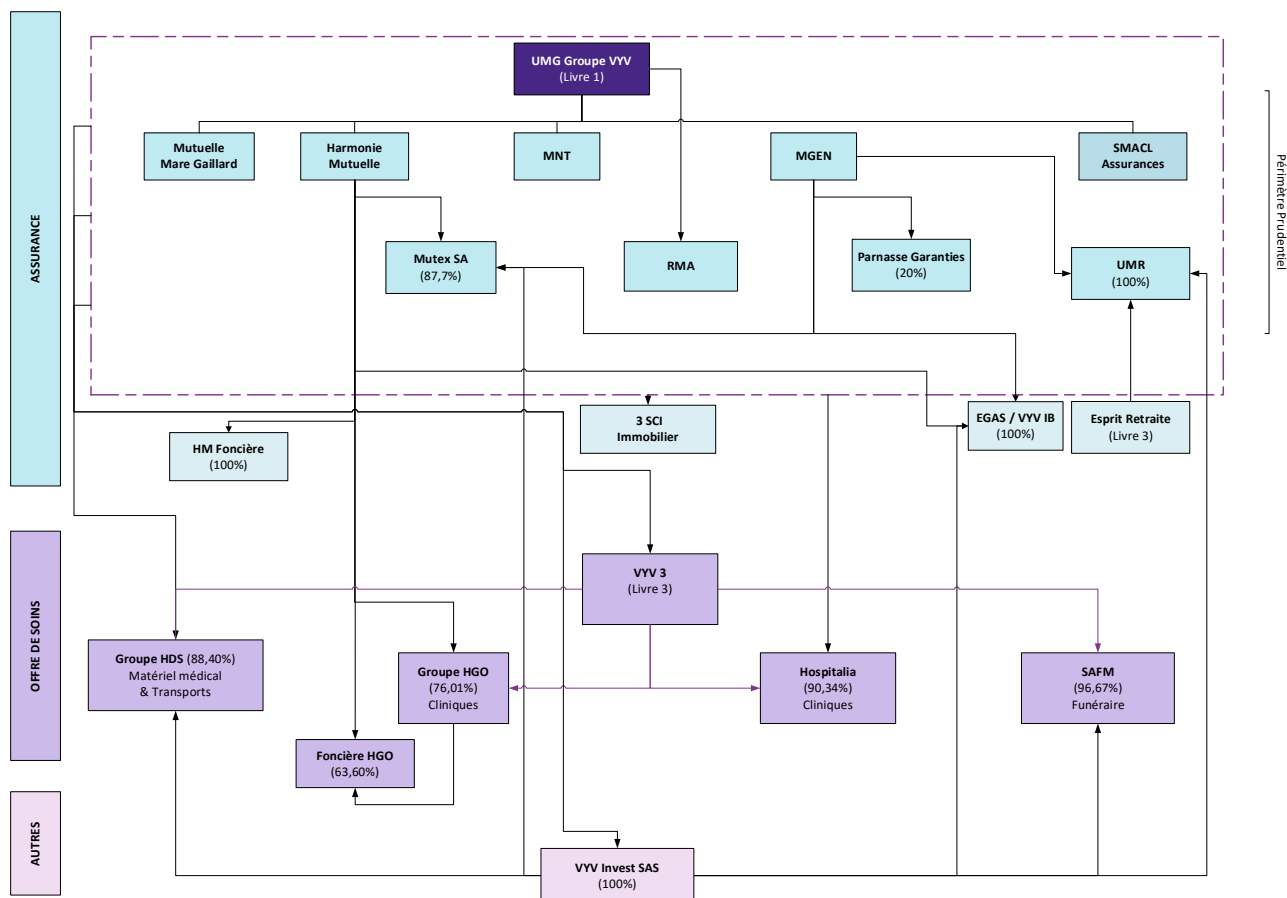 UMG Groupe VYV
(Livre 1)
Mutuelle
Mare Gaillard
Harmonie
Mutuelle
MNT
MGEN
SMACL
Assurances
Périmètre Prudentiel
ASSURANCE
Mutex SA
(87,7%)
RMA
Parnasse Garanties
(20%)
UMR
(100%)
HM Foncière
(100%)
3 SCI
Immobilier
EGAS / VYV IB
(100%)
Esprit Retraite
(Livre 3)
OFFRE DE SOINS
VYV 3
(Livre 3)
Groupe HDS (88,40%)
Matériel médical
& Transports
Groupe HGO
(76,01%)
Cliniques
Hospitalia
(90,34%)
Cliniques
SAFM
(96,67%)
Funéraire
Foncière HGO
(63,60%)
AUTRES
VYV Invest SAS
(100%)